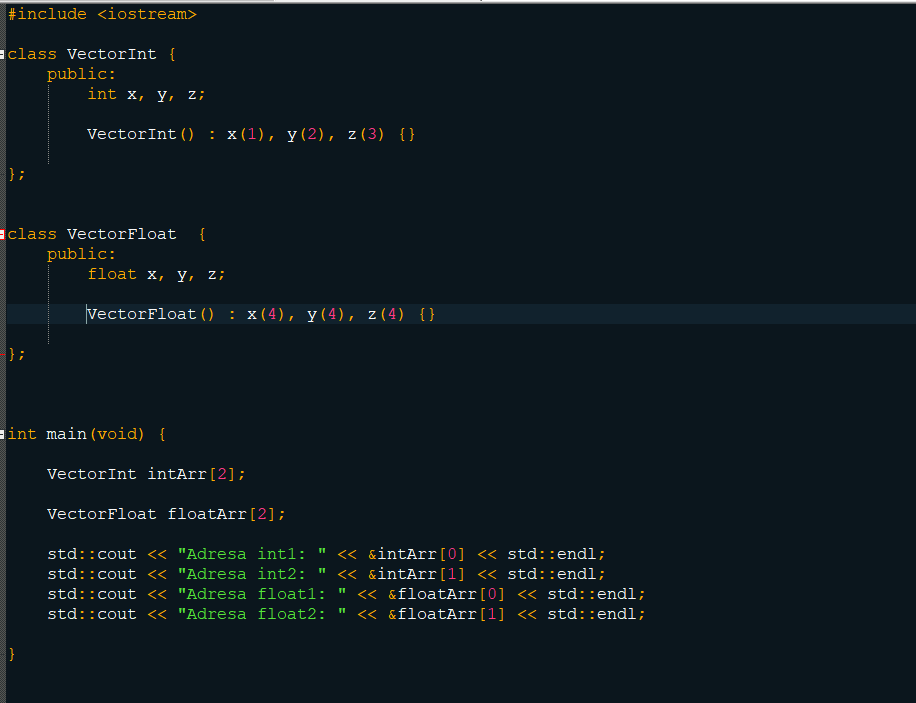 #include <iostream>
class VectorInt {
public:
int x, y, z;
VectorInt() : x(1), y(2), z(3) {}
};
class VectorFloat  {
public:
float x, y, z;
VectorFloat() : x(4), y(4), z(4) {}
};
int main(void) {
VectorInt intArr[2];
VectorFloat floatArr[2];
std::cout << "Adresa int1: " << &intArr[0] << std::endl;
std::cout << "Adresa int2: " << &intArr[1] << std::endl;
std::cout << "Adresa float1: " << &floatArr[0] << std::endl;
std::cout << "Adresa float2: " << &floatArr[1] << std::endl;
}